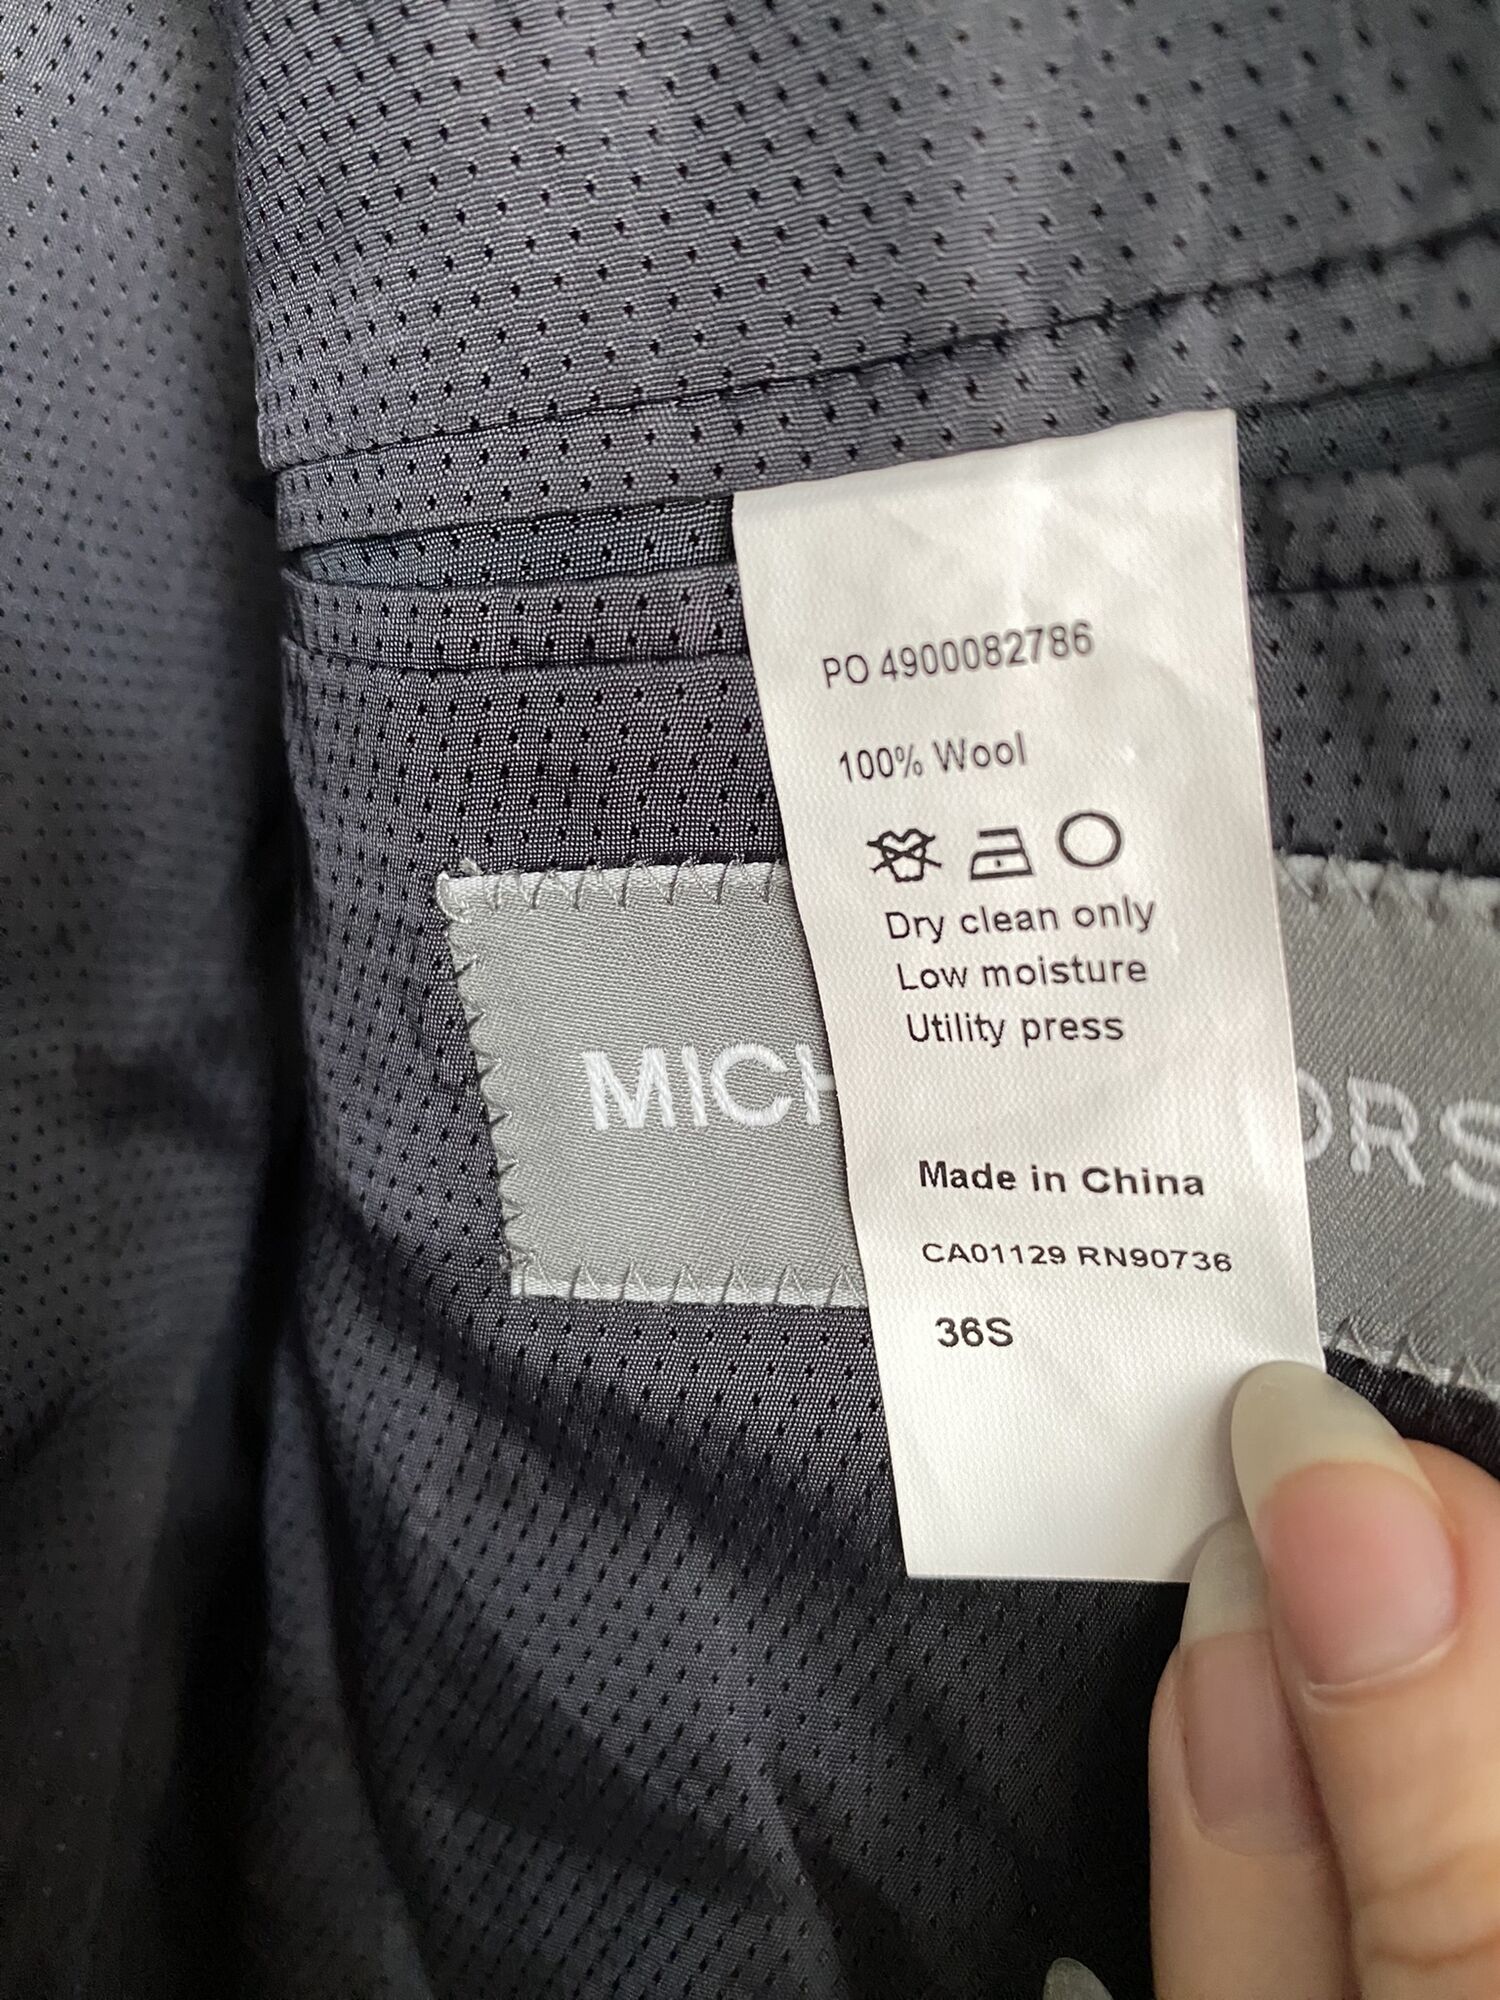 PO 4900082786
100% Wool
Dry clean only
Low moisture
Utility press
MICH ORS
Made in China
CA01129 RN90736
36S